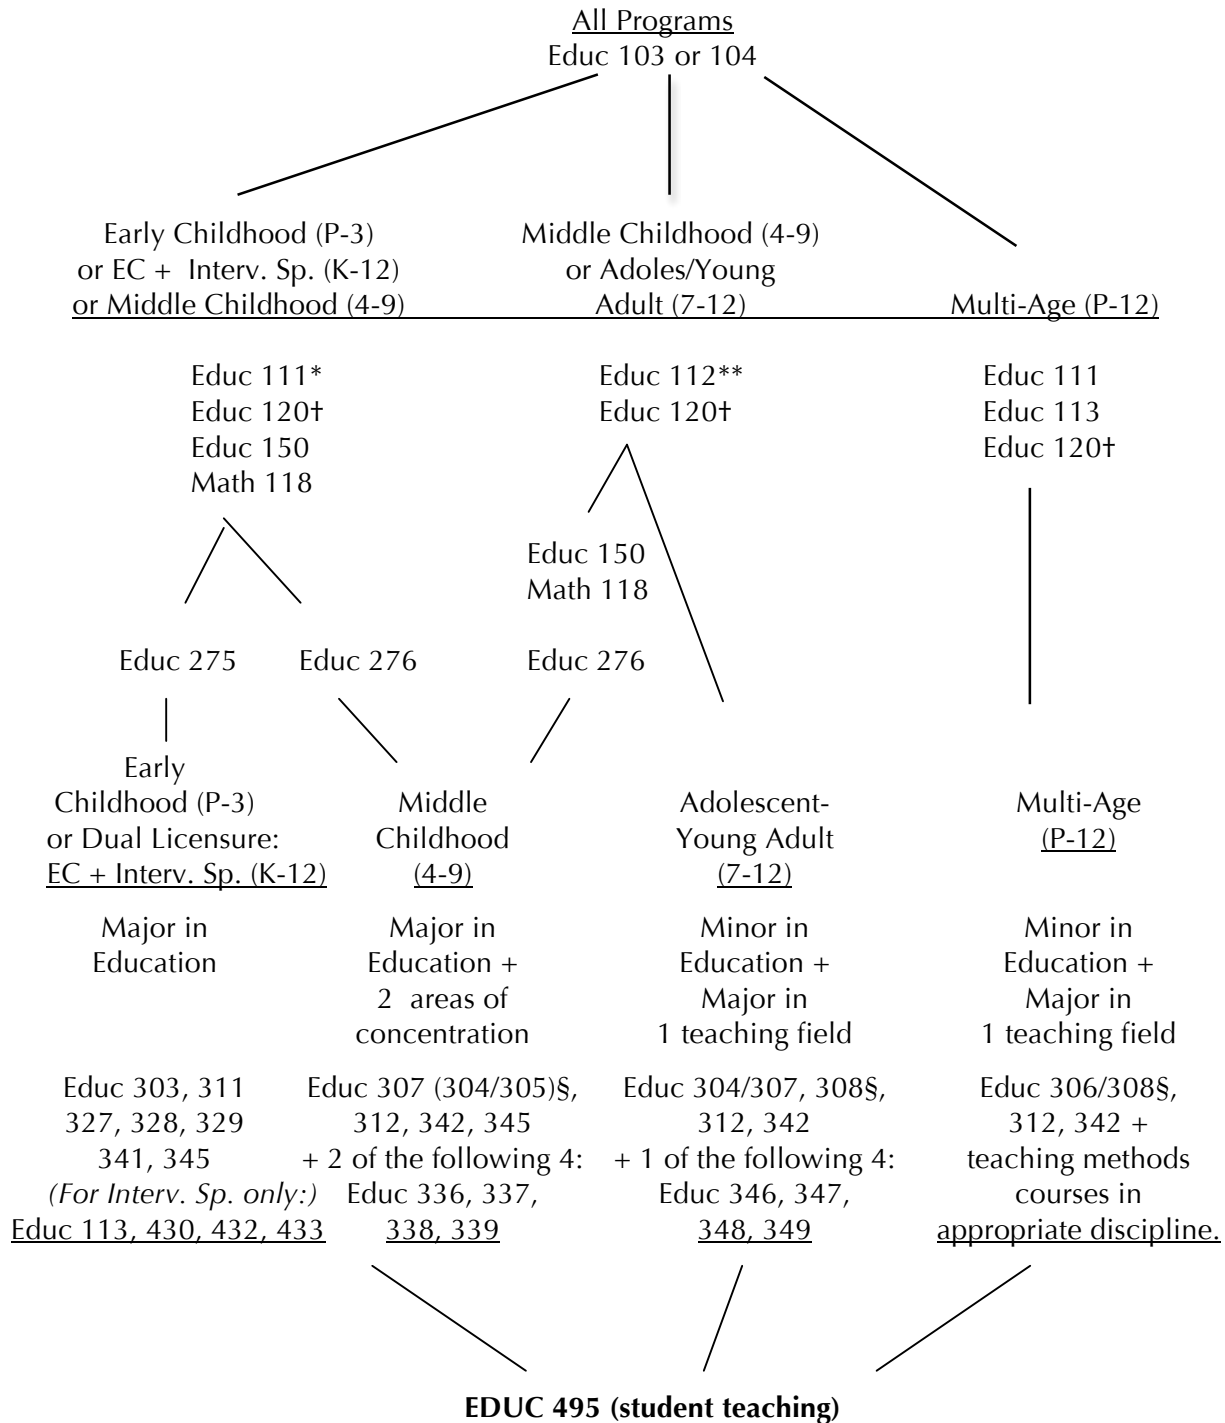 All Programs
Educ 103 or 104
Early Childhood (P-3)
or EC + Interv. Sp. (K-12)
or Middle Childhood (4-9)
Middle Childhood (4-9)
or Adoles/Young
Adult (7-12)
Multi-Age (P-12)
Educ 111*
Educ 120†
Educ 150
Math 118
Educ 112**
Educ 120†
Educ 111
Educ 113
Educ 120†
Educ 150
Math 118
Educ 275
Educ 276
Educ 276
Early
Childhood (P-3)
or Dual Licensure:
EC + Interv. Sp. (K-12)
Middle
Childhood
(4-9)
Adolescent-
Young Adult
(7-12)
Multi-Age
(P-12)
Major in
Education
Major in
Education +
2 areas of
concentration
Minor in
Education +
Major in
1 teaching field
Minor in
Education +
Major in
1 teaching field
Educ 303, 311
327, 328, 329
341, 345
(For Interv. Sp. only:)
Educ 113, 430, 432, 433
Educ 307 (304/305)§,
312, 342, 345
+ 2 of the following 4:
Educ 336, 337,
338, 339
Educ 304/307, 308§,
312, 342
+ 1 of the following 4:
Educ 346, 347,
348, 349
Educ 306/308§,
312, 342 +
teaching methods
courses in
appropriate discipline.
EDUC 495 (student teaching)